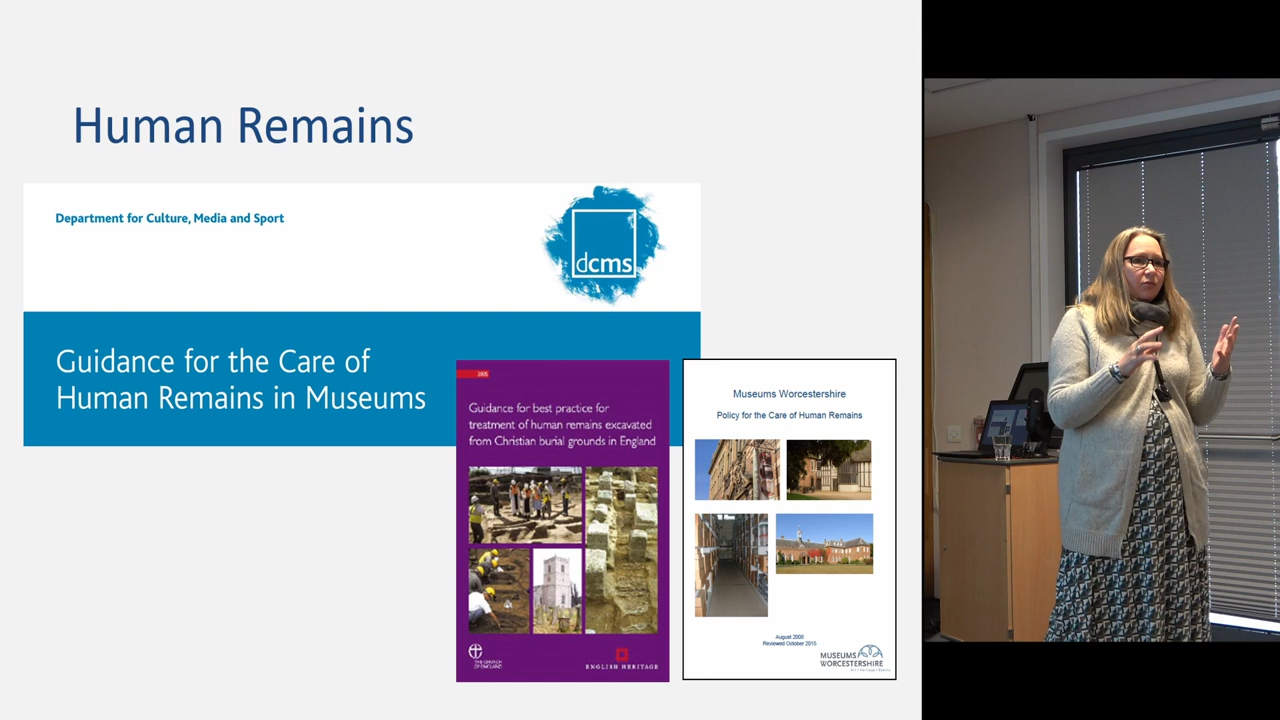 Human Remains
Department for Culture, Media and Sport
dcms
Guidance for the Care of
Human Remains in Museums
2005
Guidance for best practice for
treatment of human remains excavated
from Christian burial grounds in England
THE CHURCH
OF ENGLAND
ENGLISH HERITAGE
Museums Worcestershire
Policy for the Care of Human Remains
August 2008
Reviewed October 2015
MUSEUMS
WORCESTERSHIRE